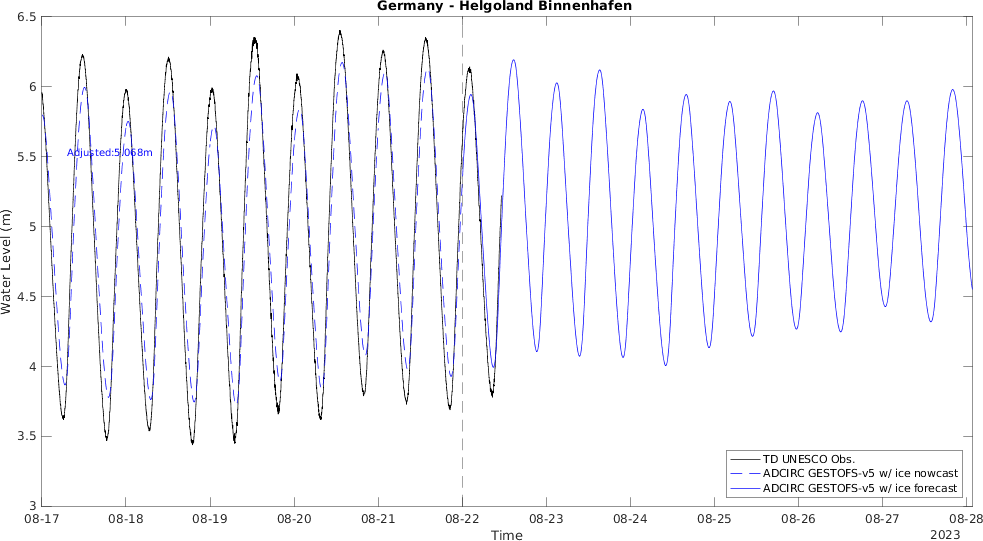 Germany - Helgoland Binnenhafen
6.5
6
5.5
5
4.5
4
3.5
3
Water Level (m)
Adjusted:5.068m
TD UNESCO Obs.
ADCIRC GESTOFS-v5 w/ ice nowcast
ADCIRC GESTOFS-v5 w/ ice forecast
08-17 08-18 08-19 08-20 08-21 08-22 08-23 08-24 08-25 08-26 08-27 08-28
Time
2023